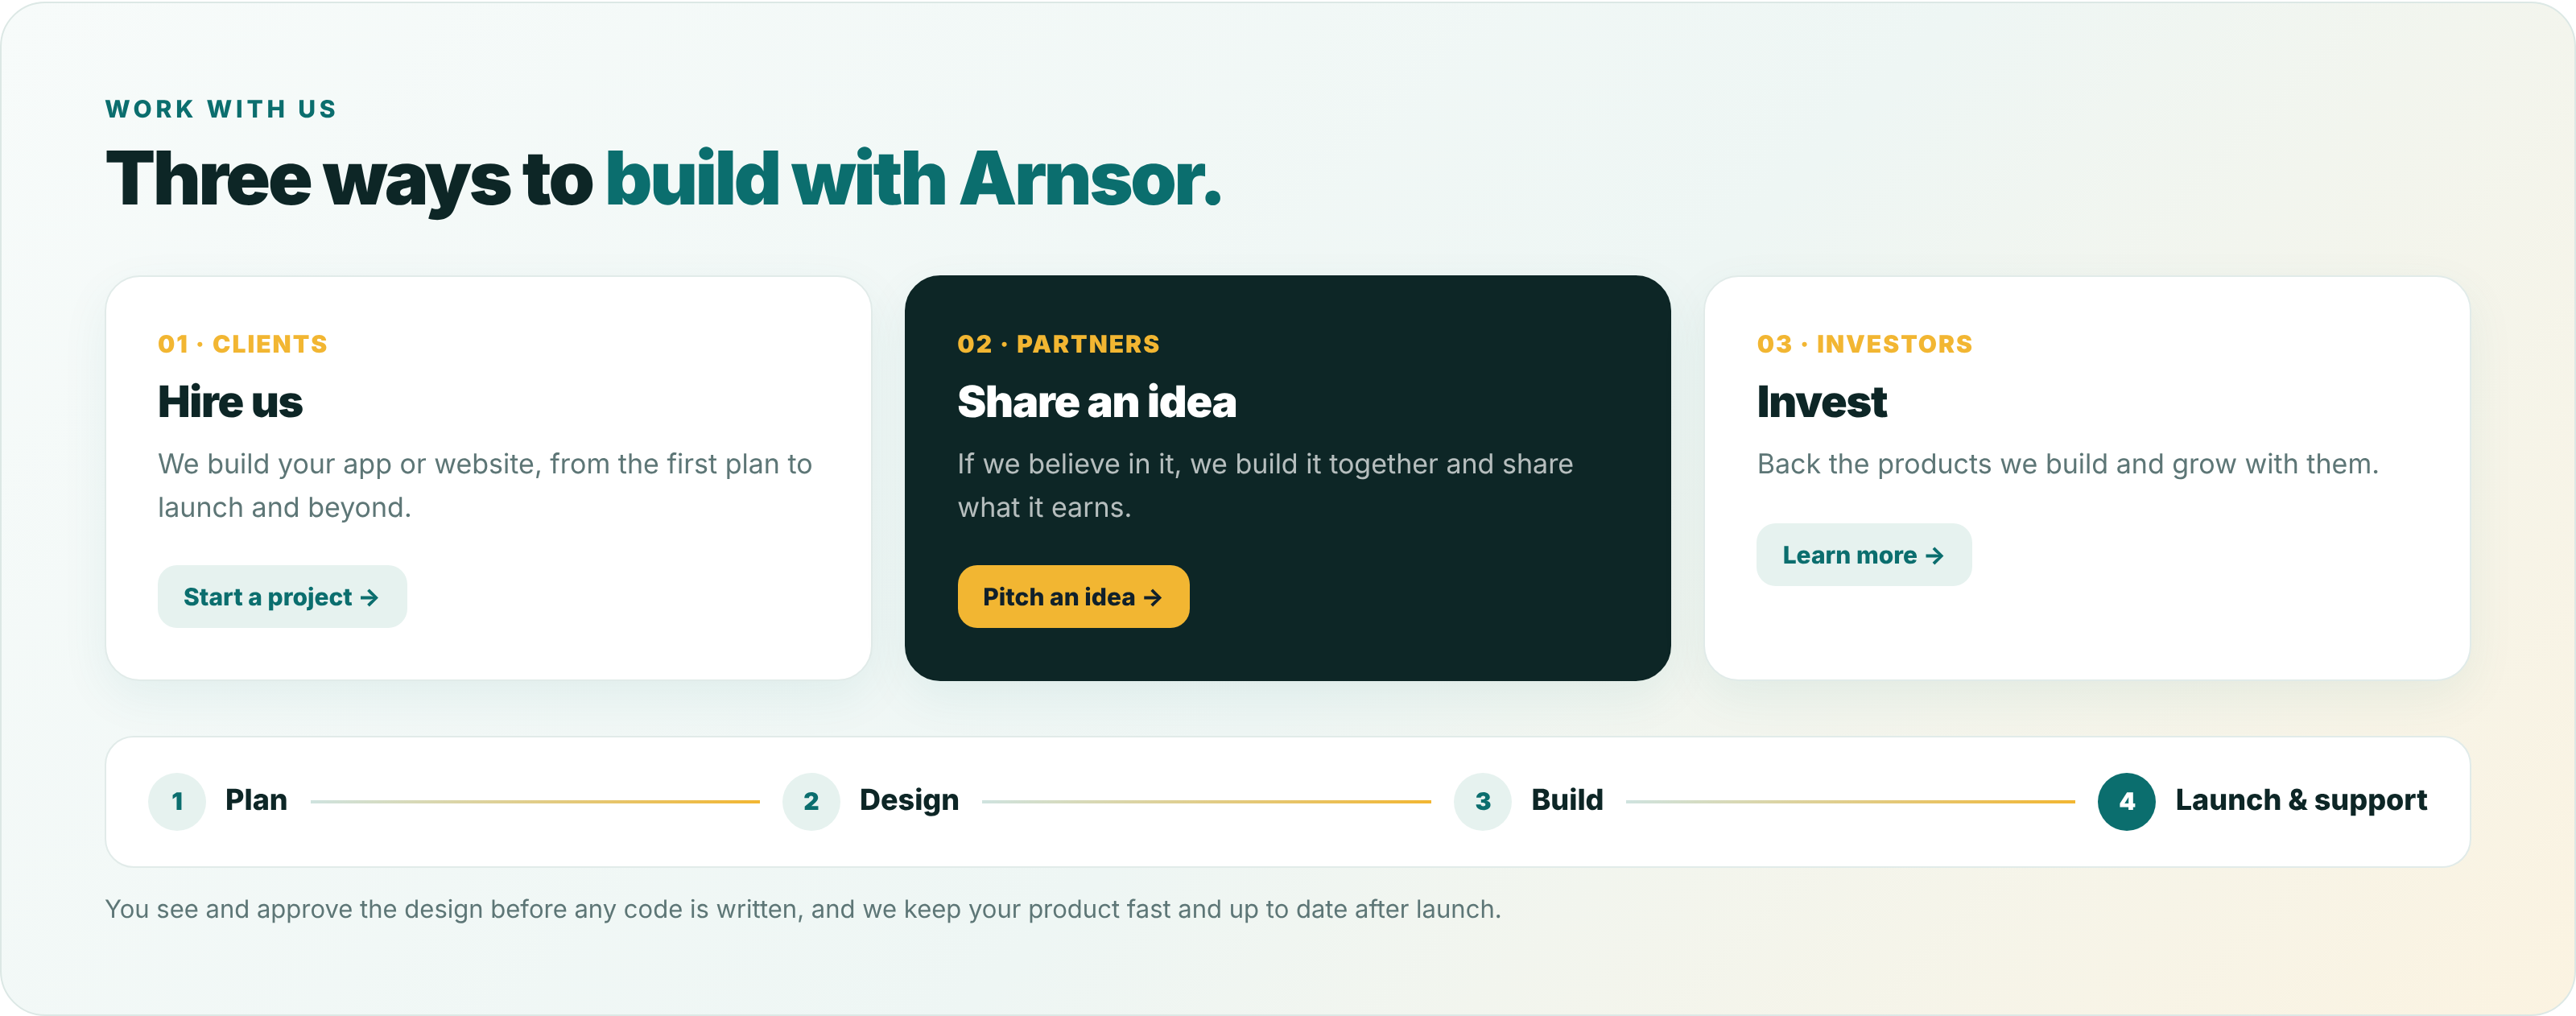 WORK WITH US
Three ways to build with Arnsor.
01 · CLIENTS
Hire us
We build your app or website, from the first plan to
launch and beyond.
Start a project →
02 · PARTNERS
Share an idea
If we believe in it, we build it together and share
what it earns.
Pitch an idea →
03 · INVESTORS
Invest
Back the products we build and grow with them.
Learn more →
1 Plan
2 Design
3 Build
4 Launch & support
You see and approve the design before any code is written, and we keep your product fast and up to date after launch.